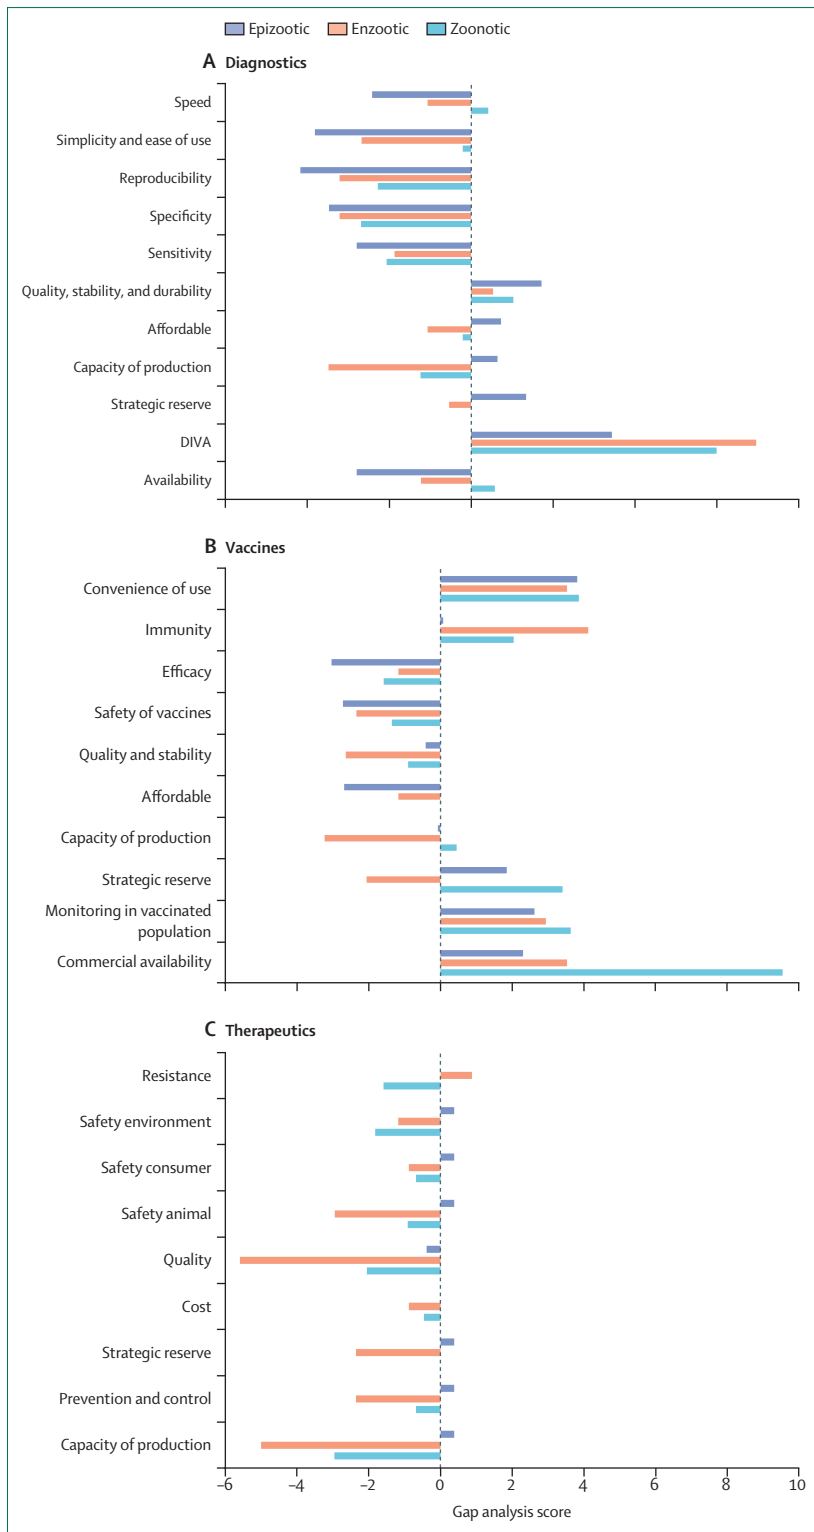 Epizootic Enzootic Zoonotic
A Diagnostics
Speed
Simplicity and ease of use
Reproducibility
Specificity
Sensitivity
Quality, stability, and durability
Affordable
Capacity of production
Strategic reserve
DIVA
Availability
B Vaccines
Convenience of use
Immunity
Efficacy
Safety of vaccines
Quality and stability
Affordable
Capacity of production
Strategic reserve
Monitoring in vaccinated
population
Commercial availability
C Therapeutics
Resistance
Safety environment
Safety consumer
Safety animal
Quality
Cost
Strategic reserve
Prevention and control
Capacity of production
–6 –4 –2 0 2 4 6 8 10
Gap analysis score